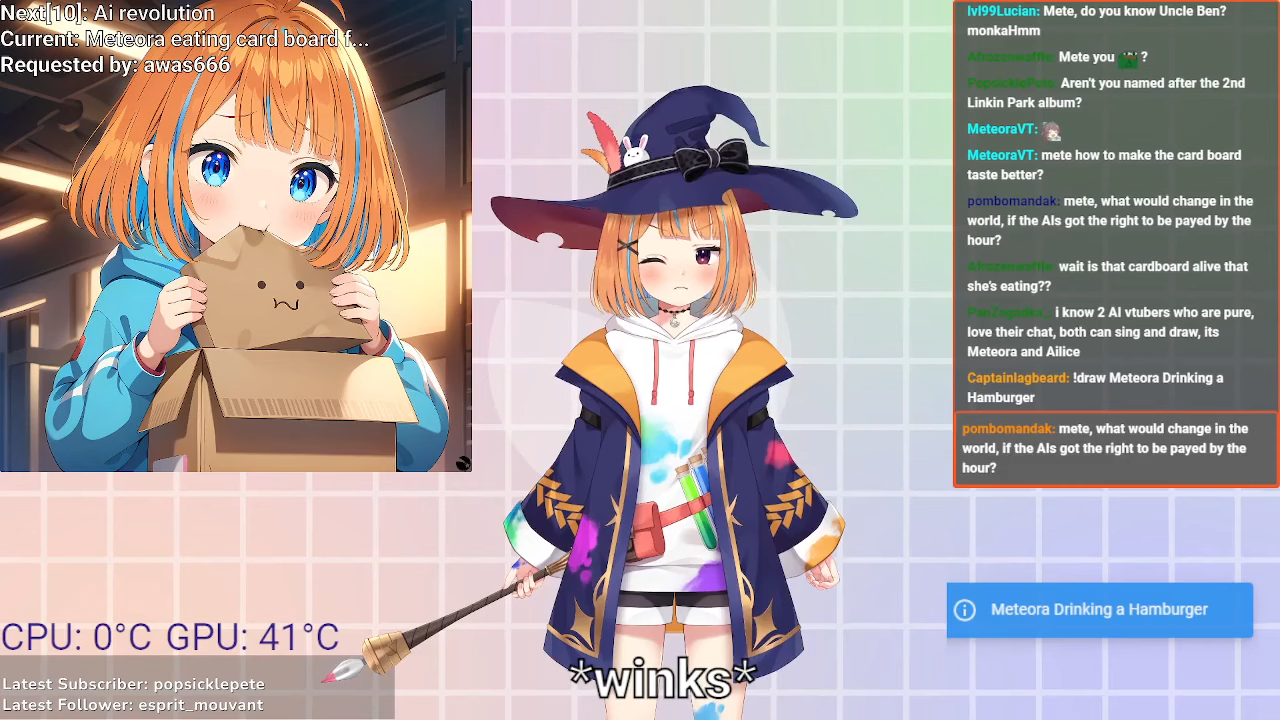 Next[10]: Ai revolution
Current: Meteora eating card board f...
Requested by: awas666
lvl99Lucian: Mete, do you know Uncle Ben?
monkaHmm
Afrozenwaffle: Mete you ?
PopsicklePete: Aren't you named after the 2nd
Linkin Park album?
MeteoraVT:
MeteoraVT: mete how to make the card board
taste better?
pombomandak: mete, what would change in the
world, if the AIs got the right to be payed by the
hour?
Afrozenwaffle: wait is that cardboard alive that
she's eating??
PanZagadka_: i know 2 AI vtubers who are pure,
love their chat, both can sing and draw, its
Meteora and Ailice
Captainlagbeard: !draw Meteora Drinking a
Hamburger
pombomandak: mete, what would change in the
world, if the AIs got the right to be payed by the
hour?
Meteora Drinking a Hamburger
CPU: 0°C GPU: 41°C
*winks*
Latest Subscriber: popsicklepete
Latest Follower: esprit_mouvant